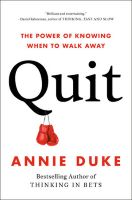 "Entertaining and masterful."
—Daniel Kahneman, author of THINKING, FAST AND SLOW
THE POWER OF KNOWING
WHEN TO WALK AWAY
Quit
ANNIE DUKE
Bestselling Author of
THINKING IN BETS